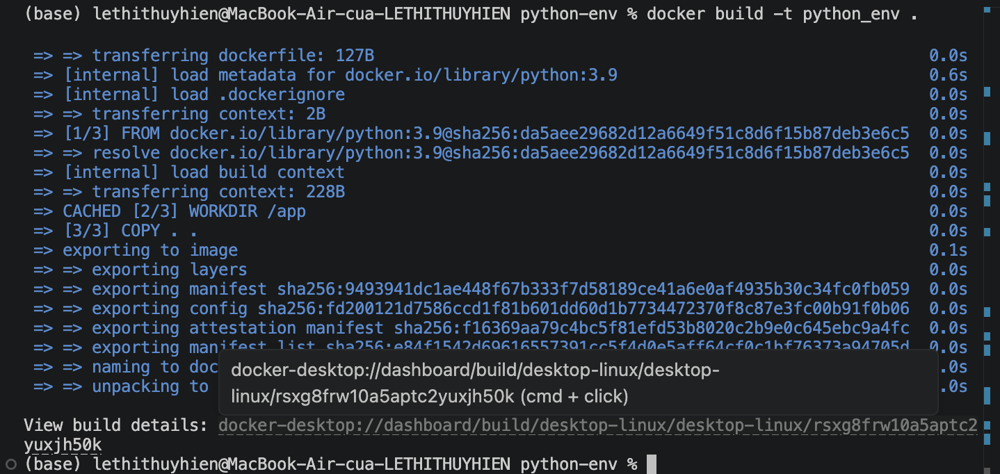 (base) lethithuyhien@MacBook-Air-cua-LETHITHUYHIEN python-env % docker build -t python_env .
=> => transferring dockerfile: 127B 0.0s
=> [internal] load metadata for docker.io/library/python:3.9 0.6s
=> [internal] load .dockerignore 0.0s
=> => transferring context: 2B 0.0s
=> [1/3] FROM docker.io/library/python:3.9@sha256:da5aee29682d12a6649f51c8d6f15b87deb3e6c5 0.0s
=> => resolve docker.io/library/python:3.9@sha256:da5aee29682d12a6649f51c8d6f15b87deb3e6c5 0.0s
=> [internal] load build context 0.0s
=> => transferring context: 228B 0.0s
=> CACHED [2/3] WORKDIR /app 0.0s
=> [3/3] COPY . . 0.0s
=> exporting to image 0.1s
=> => exporting layers 0.0s
=> => exporting manifest sha256:9493941dc1ae448f67b333f7d58189ce41a6e0af4935b30c34fc0fb059 0.0s
=> => exporting config sha256:fd200121d7586ccd1f81b601dd60d1b7734472370f8c87e3fc00b91f0b06 0.0s
=> => exporting attestation manifest sha256:f16369aa79c4bc5f81efd53b8020c2b9e0c645ebc9a4fc 0.0s
=> => exporting manifest list sha256:e84f1542d69616557391cc5f4d0e5aff64cf0c1bf76373a94705d 0.0s
=> => naming to doc .0s
=> => unpacking to .0s
docker-desktop://dashboard/build/desktop-linux/desktop-
linux/rsxg8frw10a5aptc2yuxjh50k (cmd + click)
View build details: docker-desktop://dashboard/build/desktop-linux/desktop-linux/rsxg8frw10a5aptc2
yuxjh50k
(base) lethithuyhien@MacBook-Air-cua-LETHITHUYHIEN python-env %